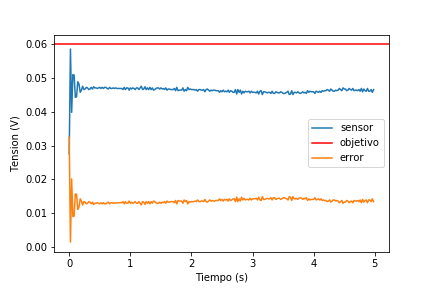 0.06
0.05
0.04
0.03
0.02
0.01
0.00
Tension (V)
sensor
objetivo
error
0 1 2 3 4 5
Tiempo (s)